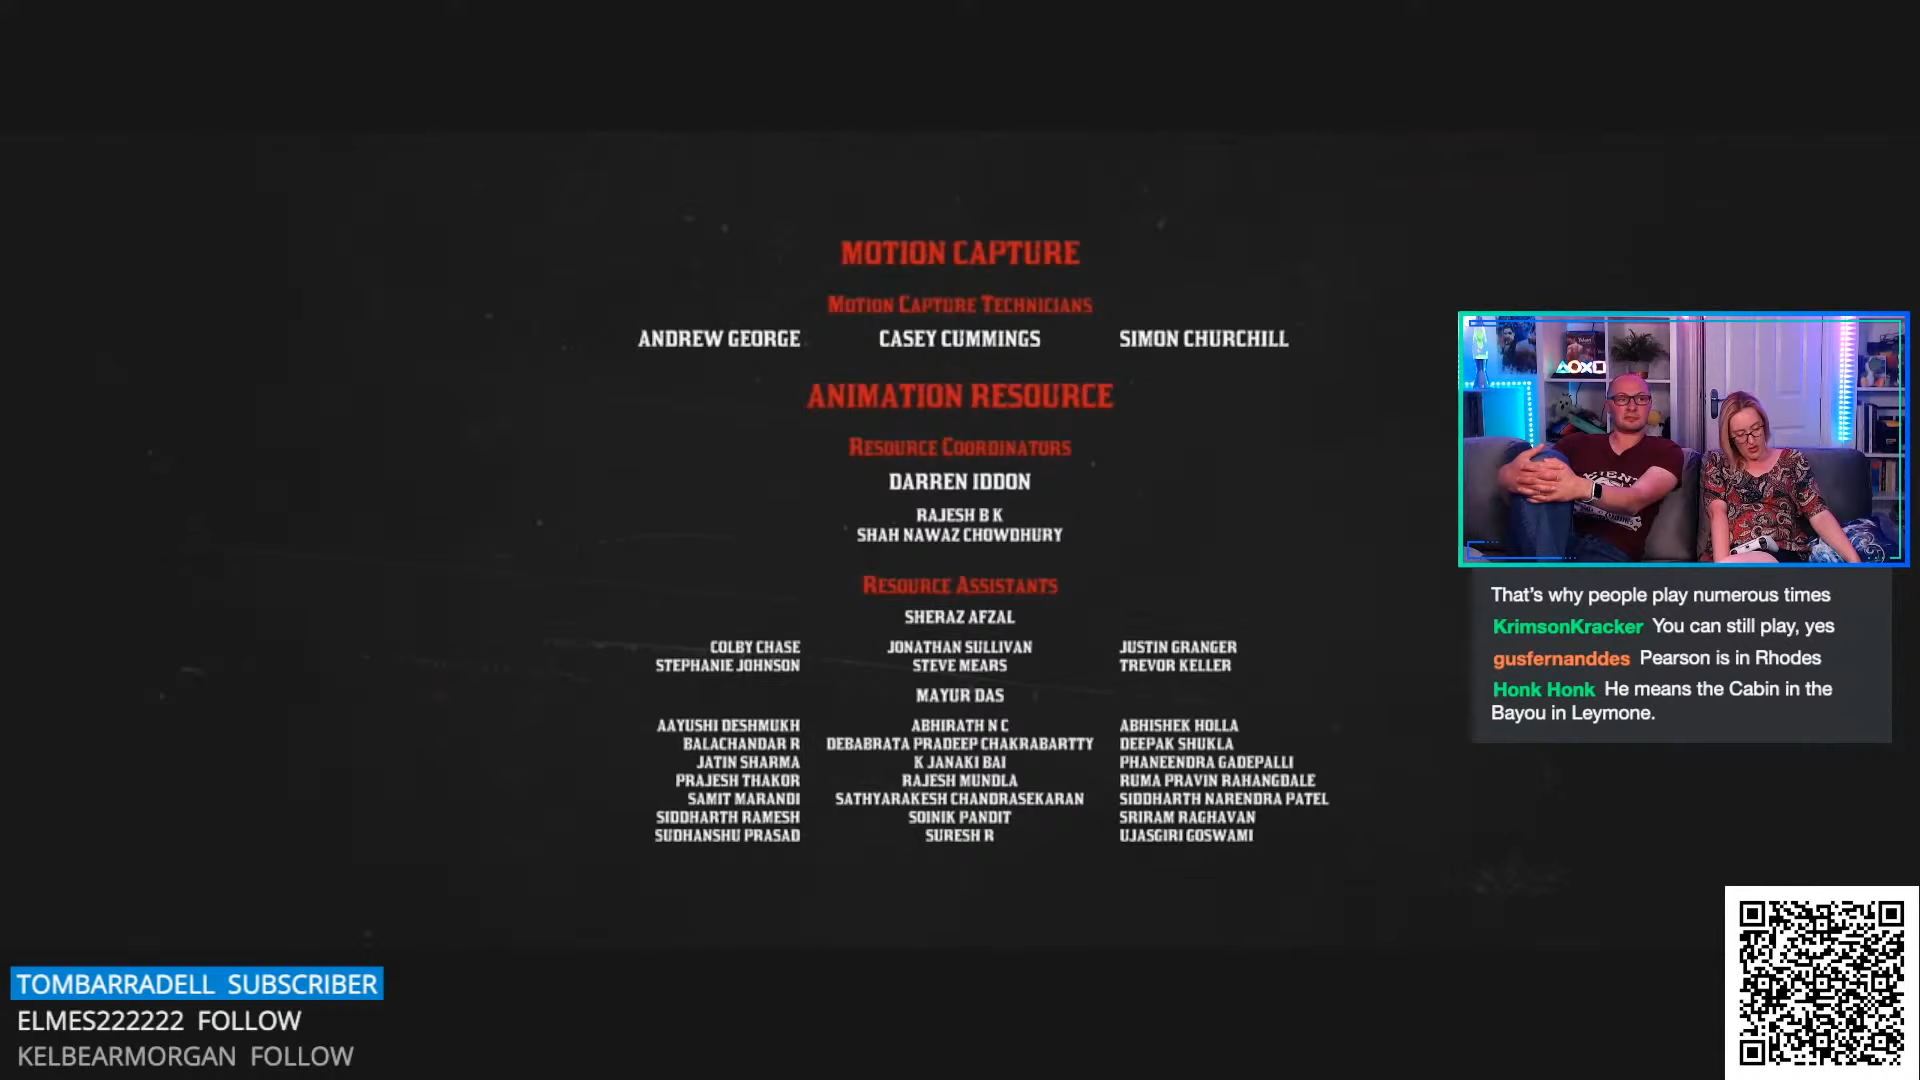 MOTION CAPTURE
MOTION CAPTURE TECHNICIANS
ANDREW GEORGE CASEY CUMMINGS SIMON CHURCHILL
ANIMATION RESOURCE
RESOURCE COORDINATORS
DARREN IDDON
RAJESH B K
SHAH NAWAZ CHOWDHURY
RESOURCE ASSISTANTS
SHERAZ AFZAL
COLBY CHASE JONATHAN SULLIVAN JUSTIN GRANGER
STEPHANIE JOHNSON STEVE MEARS TREVOR KELLER
MAYUR DAS
AAYUSHI DESHMUKH ABHIRATH N C ABHISHEK HOLLA
BALACHANDAR R DEBABRATA PRADEEP CHAKRABARTTY DEEPAK SHUKLA
JATIN SHARMA K JANAKI BAI PHANEENDRA GADEPALLI
PRAJESH THAKOR RAJESH MUNDLA RUMA PRAVIN RAHANGDALE
SAMIT MARANDI SATHYARAKESH CHANDRASEKARAN SIDDHARTH NARENDRA PATEL
SIDDHARTH RAMESH SOINIK PANDIT SRIRAM RAGHAVAN
SUDHANSHU PRASAD SURESH R UJASGIRI GOSWAMI
That's why people play numerous times
KrimsonKracker You can still play, yes
gusfernanddes Pearson is in Rhodes
Honk Honk He means the Cabin in the
Bayou in Leymone.
TOMBARRADELL SUBSCRIBER
ELMES222222 FOLLOW
KELBEARMORGAN FOLLOW